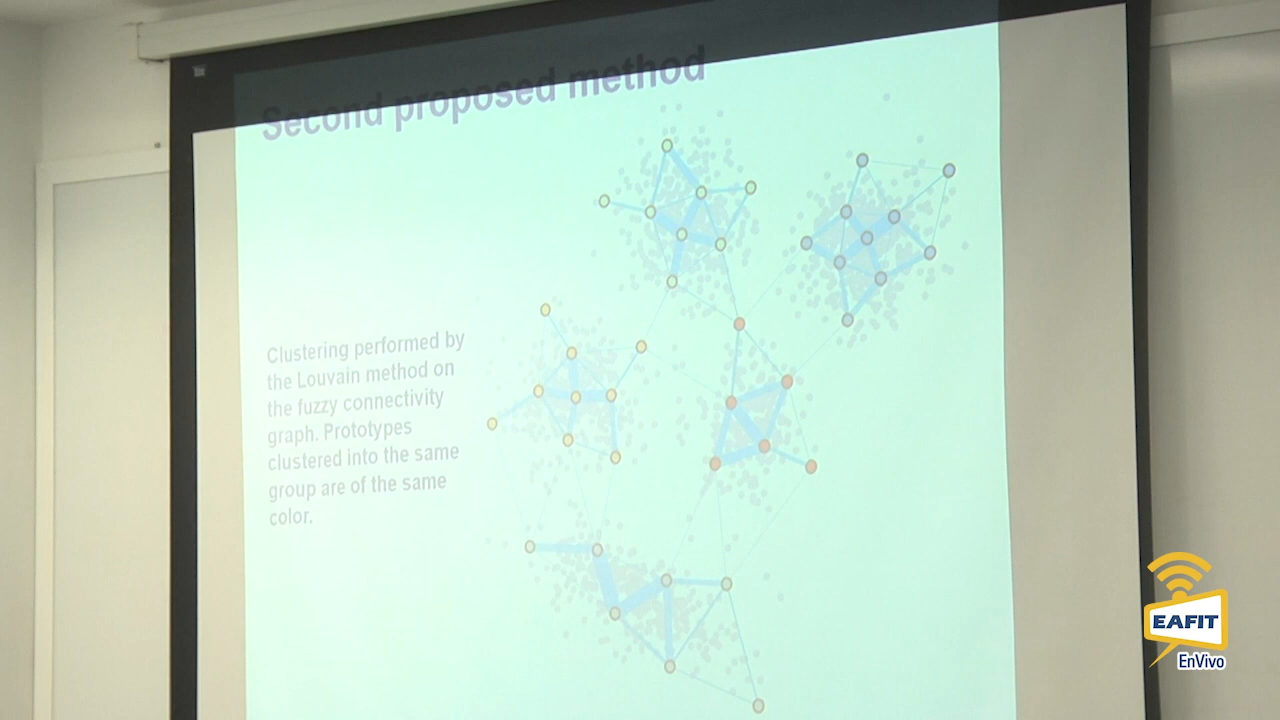 Second proposed method
Clustering performed by
the Louvain method on
the fuzzy connectivity
graph. Prototypes
clustered into the same
group are of the same
color.
EAFIT
EnVivo